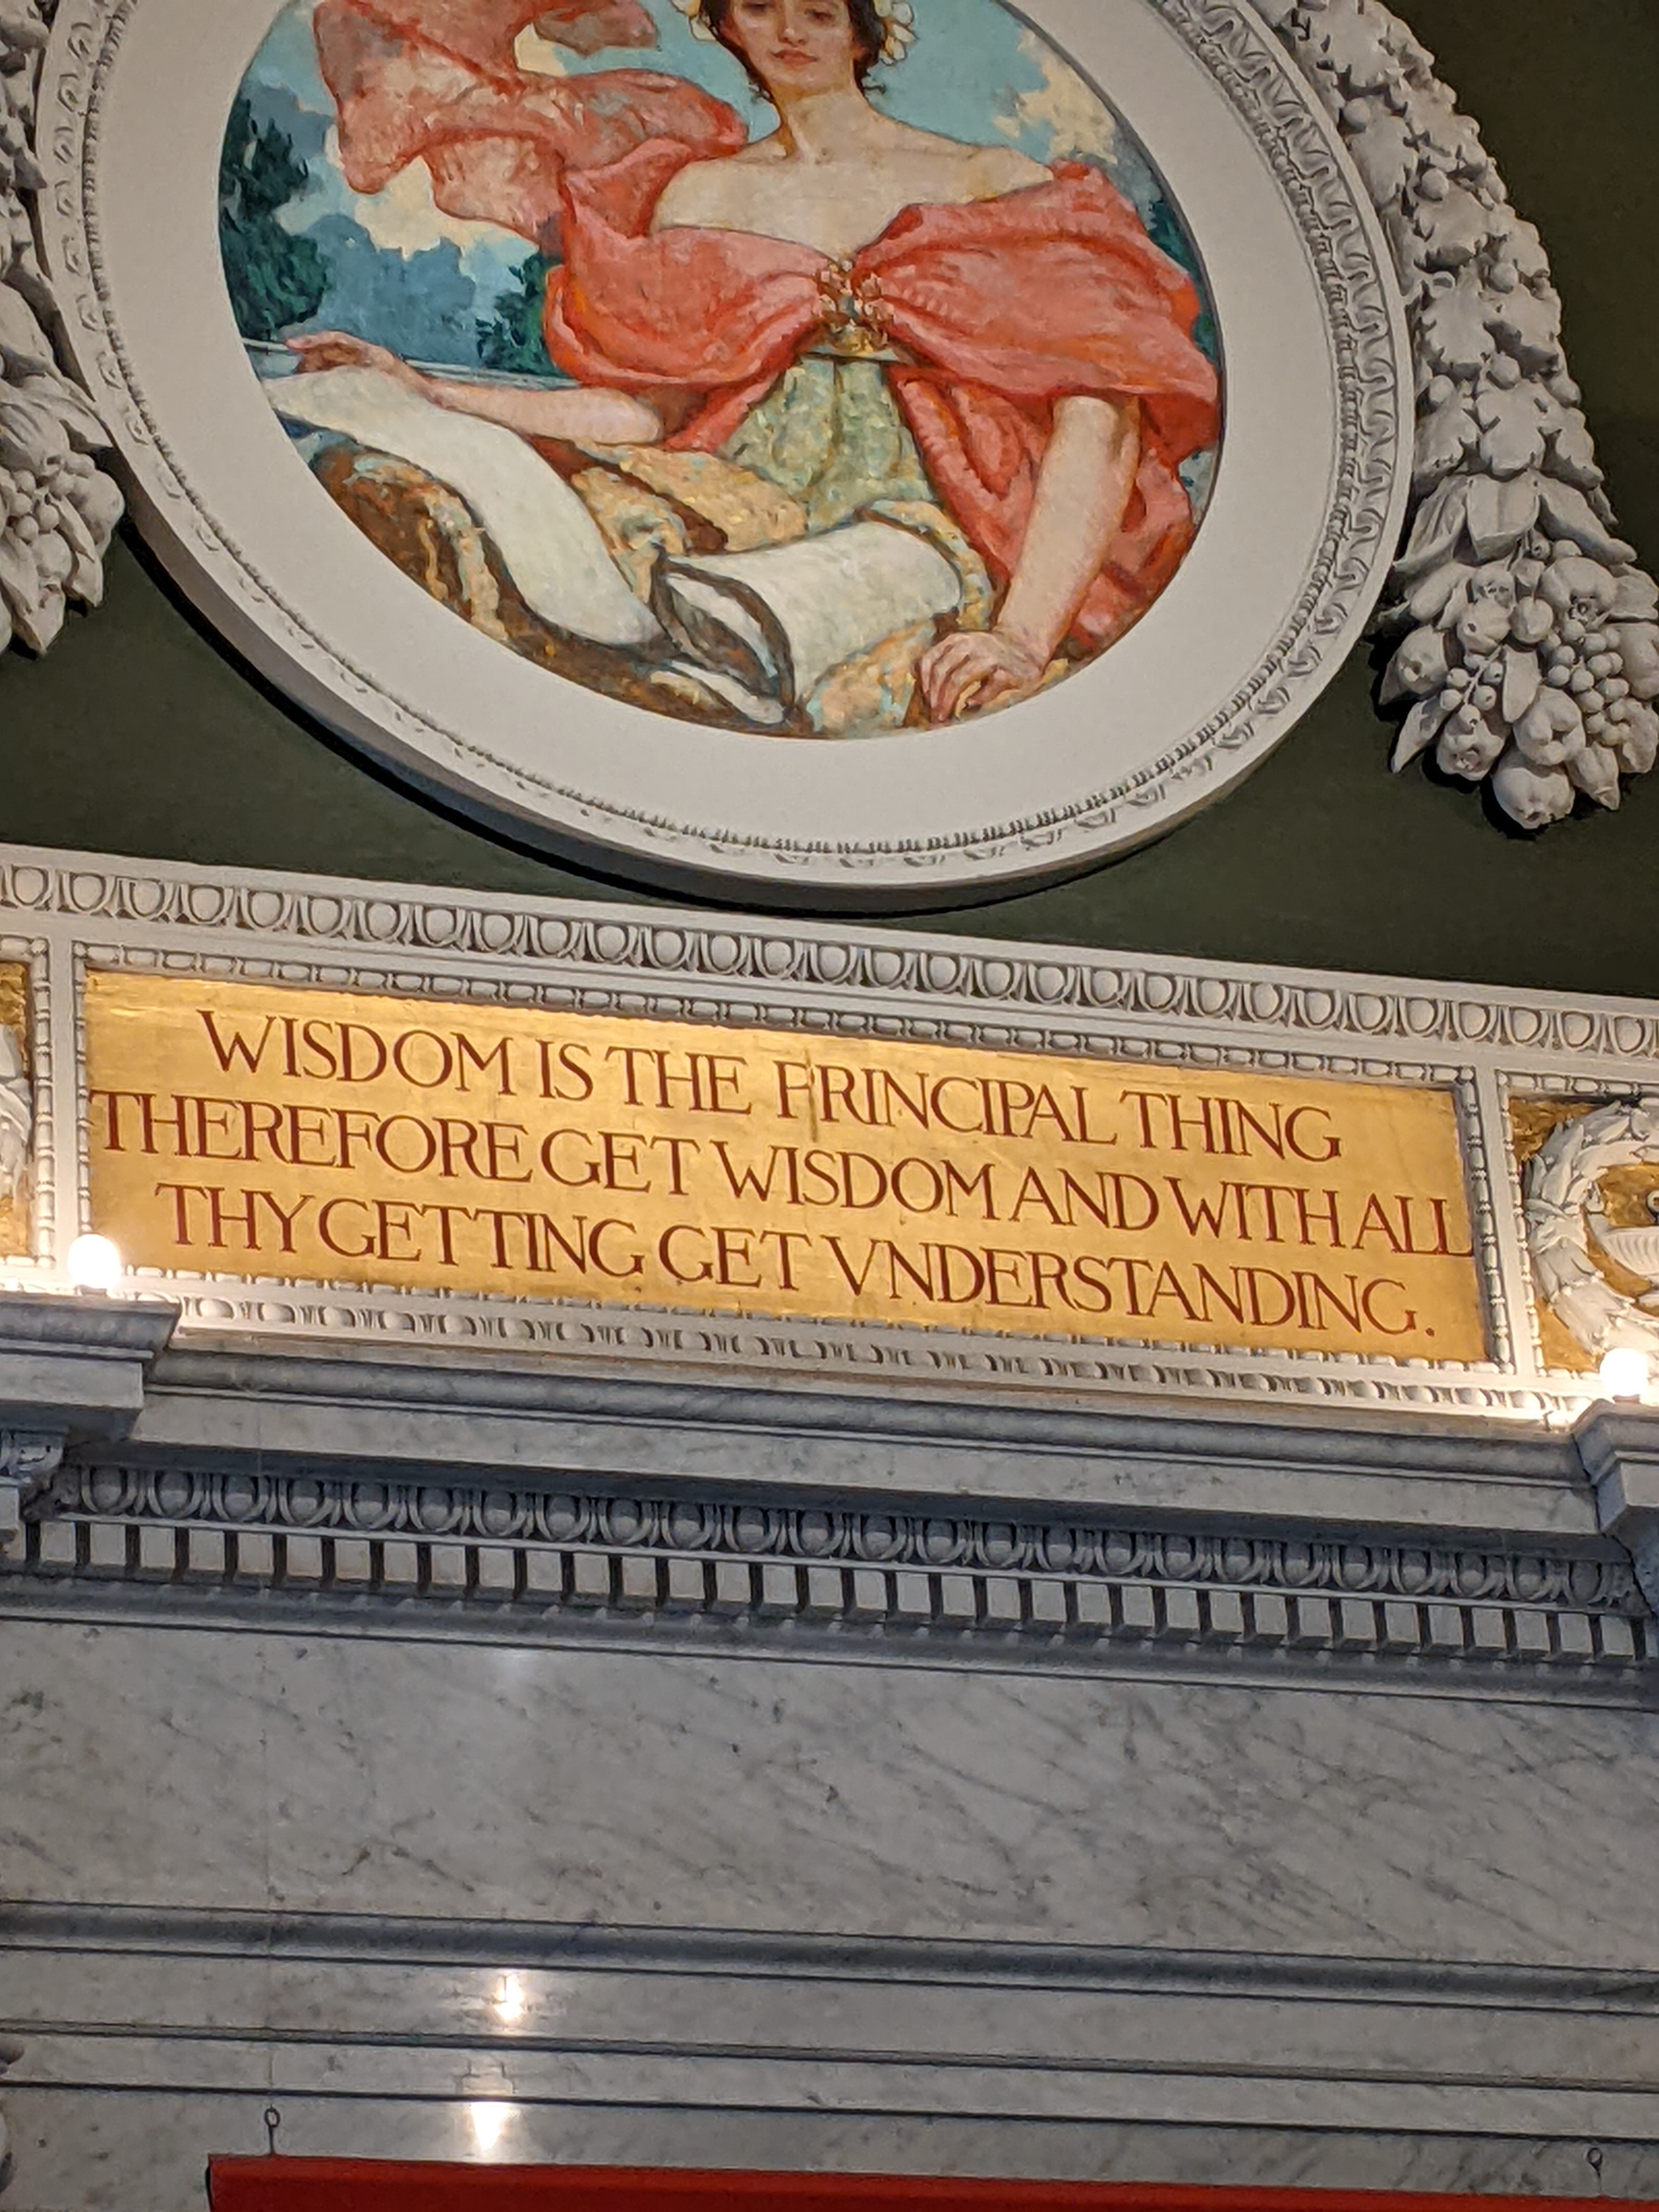 WISDOM IS THE PRINCIPAL THING
THEREFORE GET WISDOM AND WITH ALL
THY GETTING GET VNDERSTANDING.